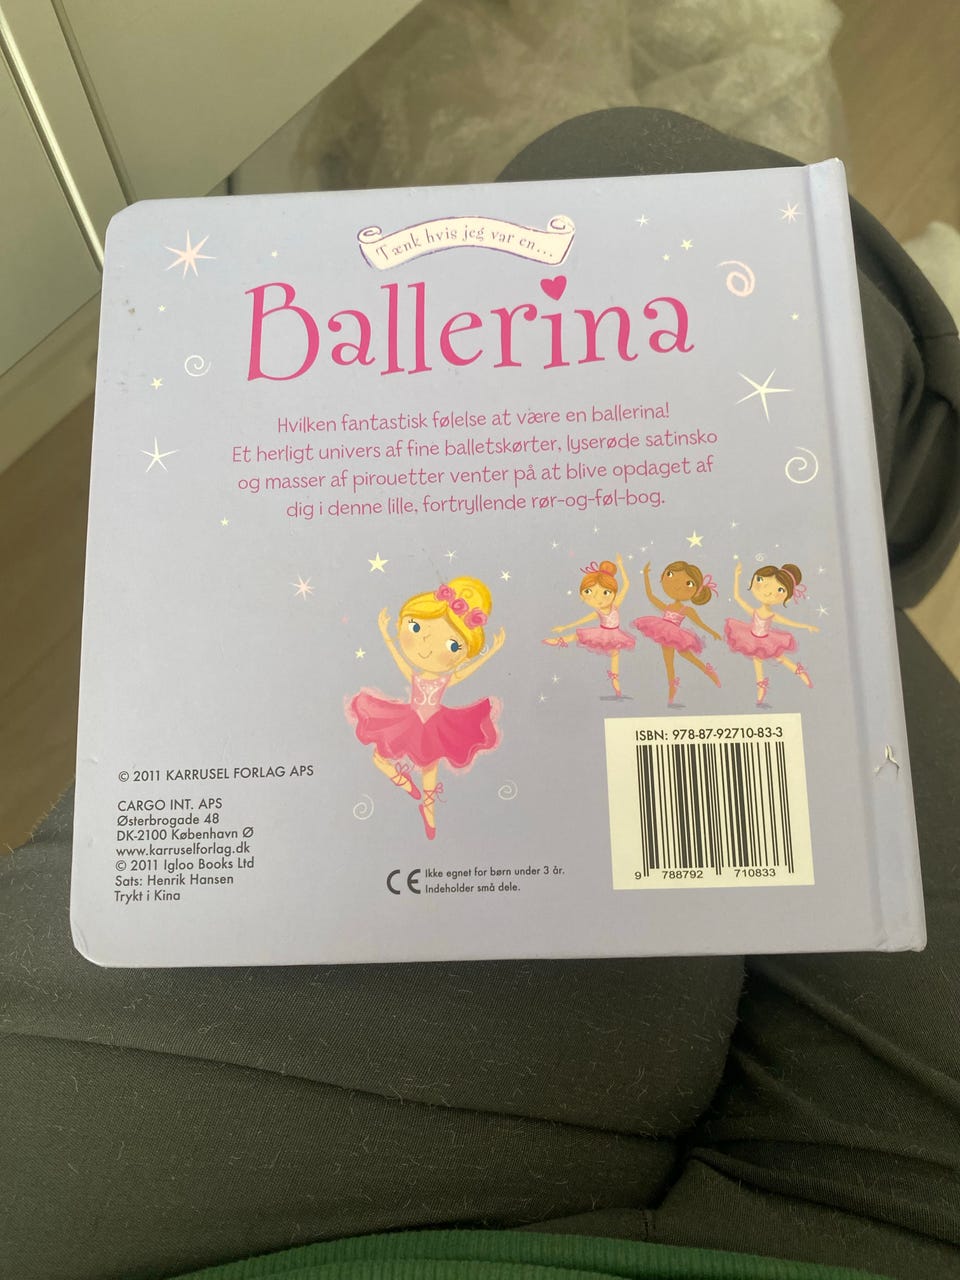 Tænk hvis jeg var en...
Ballerina
Hvilken fantastisk følelse at være en ballerina!
Et herligt univers af fine balletskørter, lyserøde satinsko
og masser af pirouetter venter på at blive opdaget af
dig i denne lille, fortryllende rør-og-føl-bog.
© 2011 KARRUSEL FORLAG APS
CARGO INT. APS
Østerbrogade 48
DK-2100 København Ø
www.karruselforlag.dk
© 2011 Igloo Books Ltd
Sats: Henrik Hansen
Trykt i Kina
CE Ikke egnet for børn under 3 år.
Indeholder små dele.
ISBN: 978-87-92710-83-3
9 788792 710833